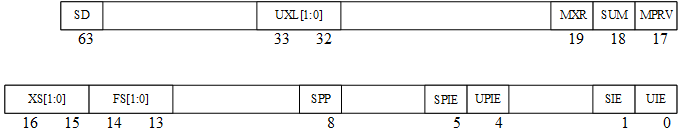 SD UXL[1:0] MXR SUM MPRV
63 33 32 19 18 17
XS[1:0] FS[1:0] SPP SPIE UPIE SIE UIE
16 15 14 13 8 5 4 1 0